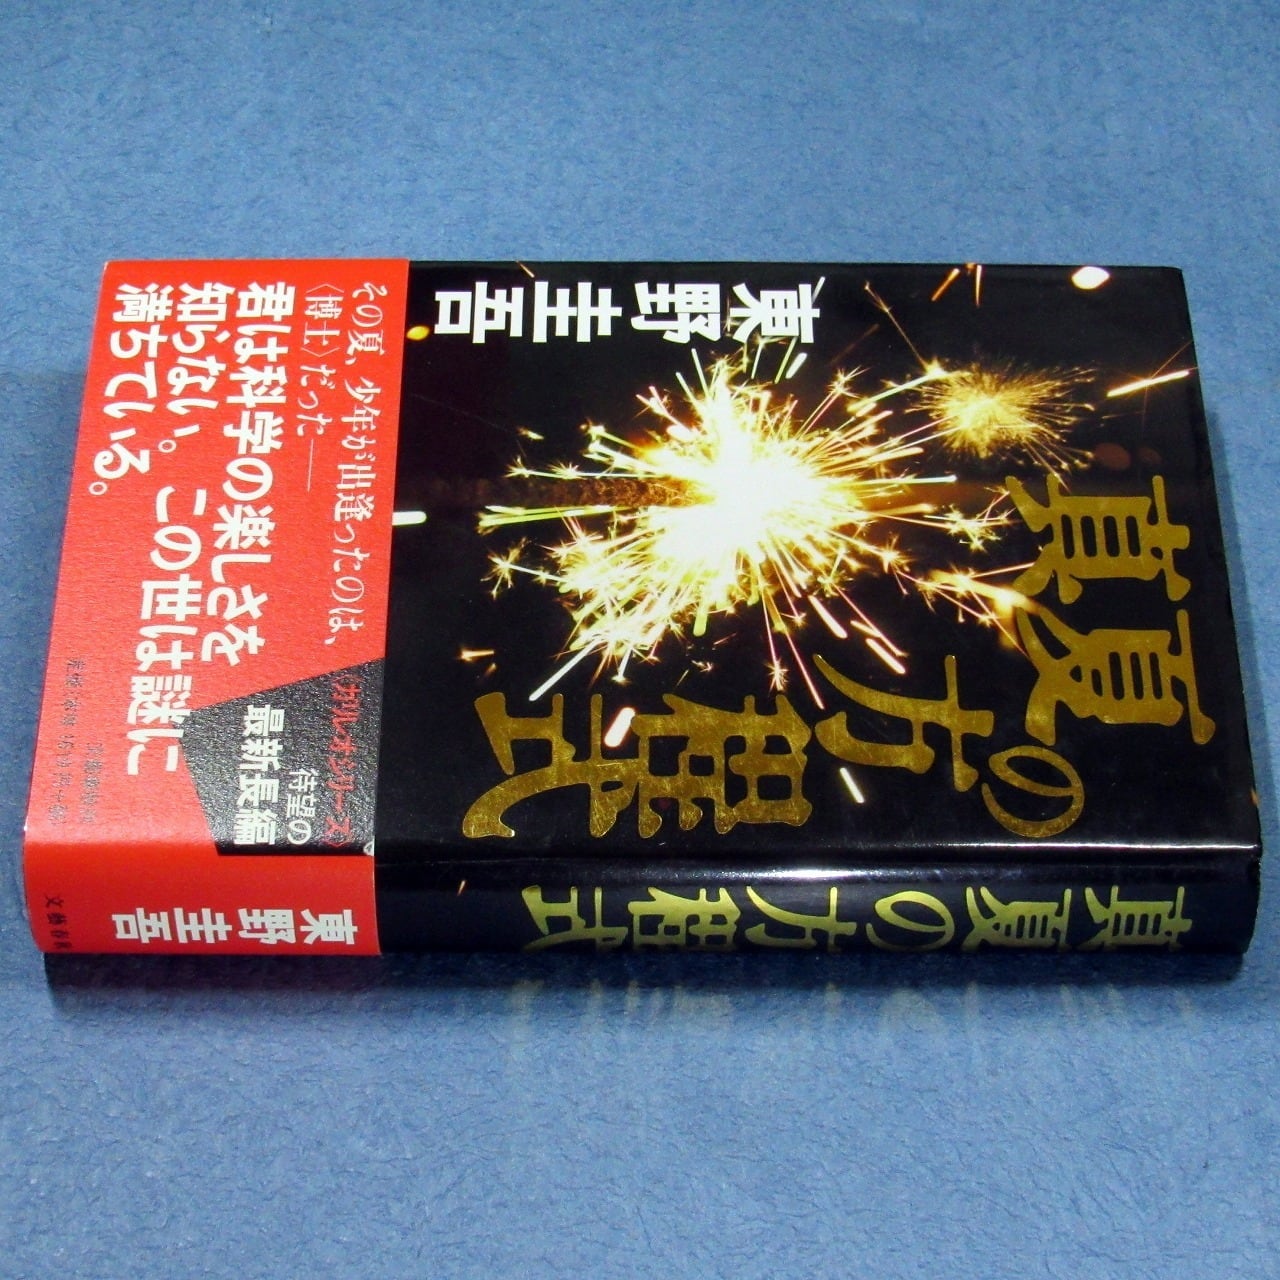 東野圭吾
真夏の
方程式
その夏、少年が出逢ったのは、
〈博士〉だった――
君は科学の楽しさを
知らない。この世は謎に
満ちている。
〈ガリレオシリーズ〉
待望の
最新長編
真夏の方程式
東野圭吾
文藝春秋